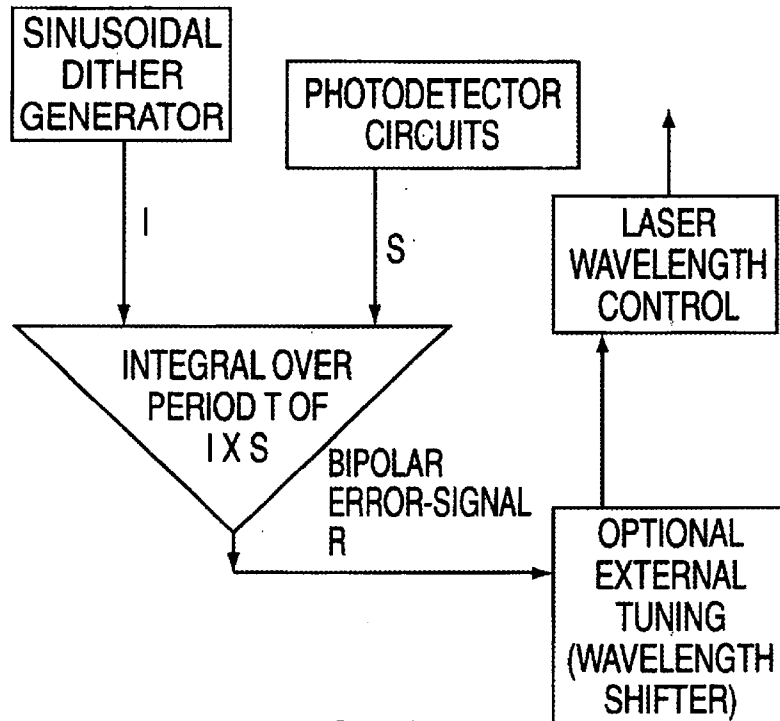 SINUSOIDAL
DITHER
GENERATOR
PHOTODETECTOR
CIRCUITS
I
S
LASER
WAVELENGTH
CONTROL
INTEGRAL OVER
PERIOD T OF
I X S
BIPOLAR
ERROR-SIGNAL
R
OPTIONAL
EXTERNAL
TUNING
(WAVELENGTH
SHIFTER)